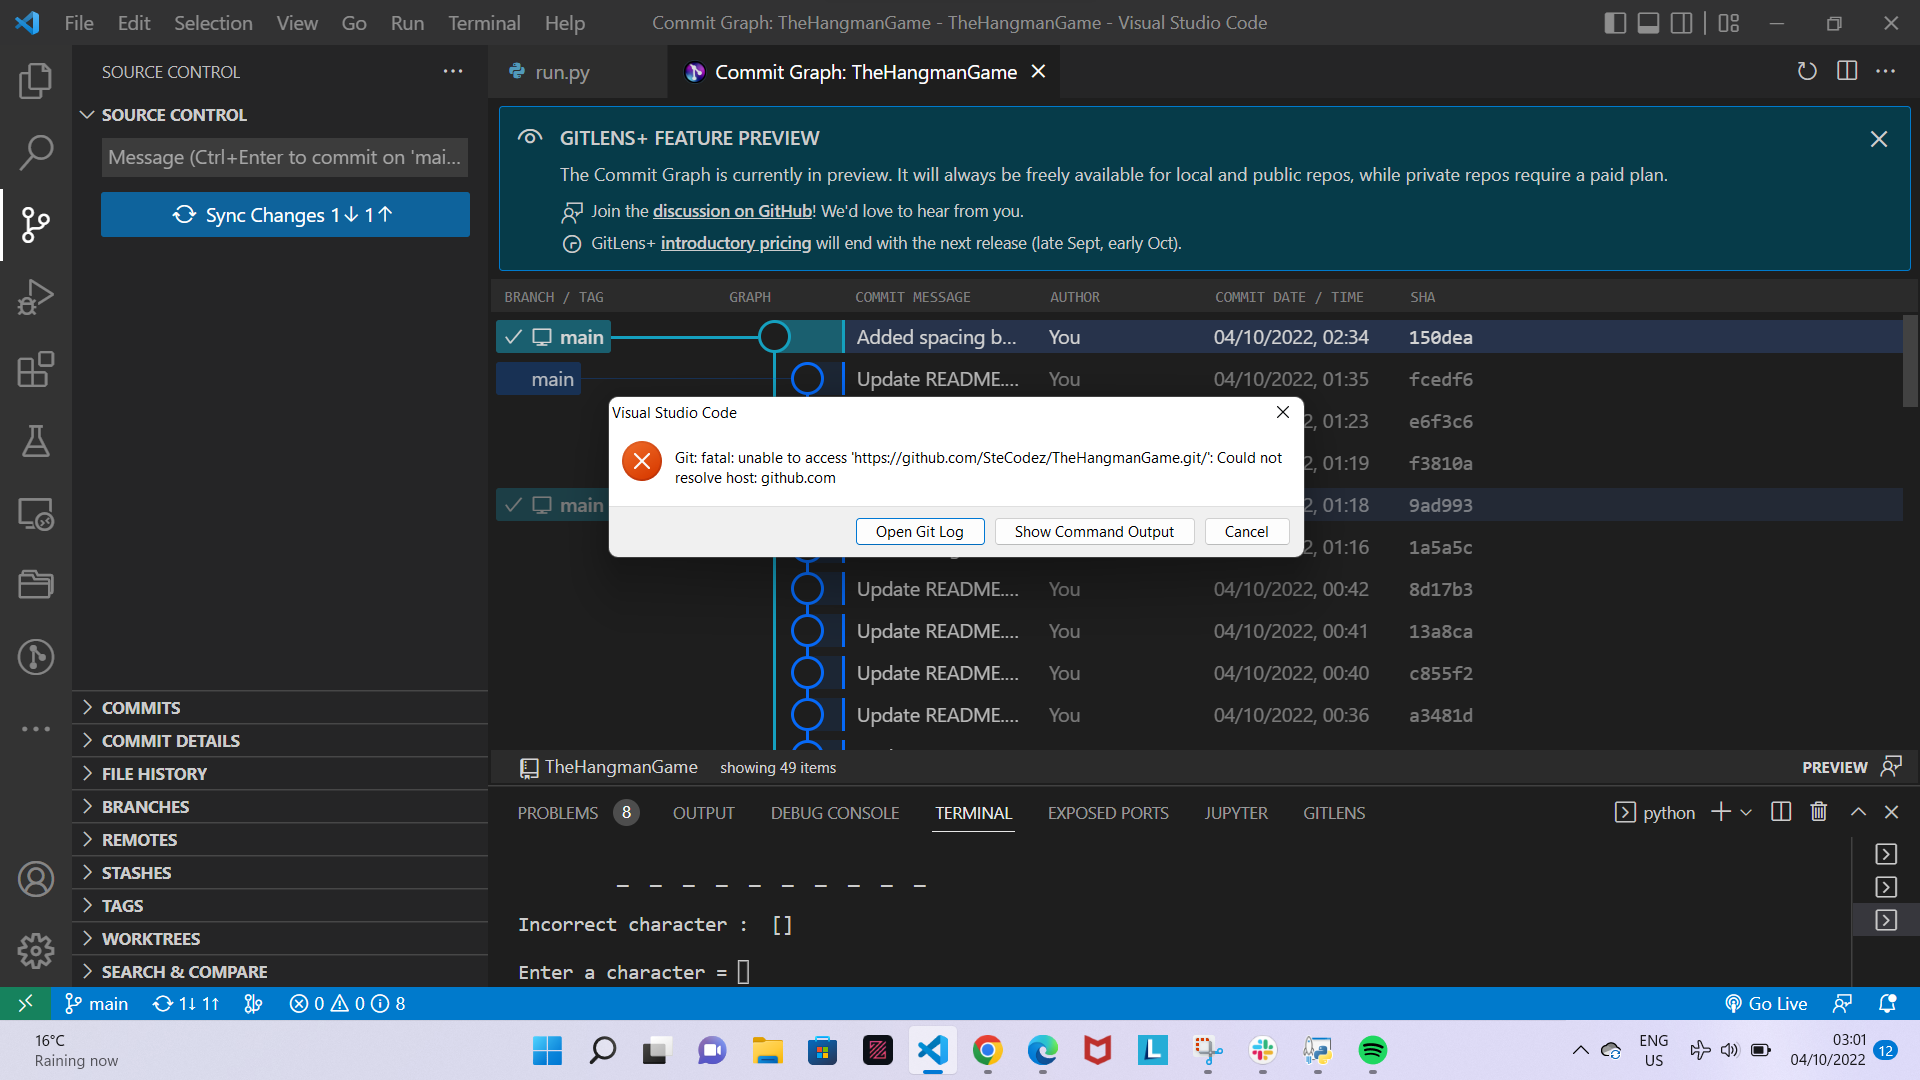 File Edit Selection View Go Run Terminal Help
Commit Graph: TheHangmanGame - TheHangmanGame - Visual Studio Code
SOURCE CONTROL
SOURCE CONTROL
Message (Ctrl+Enter to commit on 'mai...
Sync Changes 1↓ 1↑
COMMITS
COMMIT DETAILS
FILE HISTORY
BRANCHES
REMOTES
STASHES
TAGS
WORKTREES
SEARCH & COMPARE
run.py
Commit Graph: TheHangmanGame
GITLENS+ FEATURE PREVIEW
The Commit Graph is currently in preview. It will always be freely available for local and public repos, while private repos require a paid plan.
Join the discussion on GitHub! We'd love to hear from you.
GitLens+ introductory pricing will end with the next release (late Sept, early Oct).
BRANCH / TAG GRAPH COMMIT MESSAGE AUTHOR COMMIT DATE / TIME SHA
main Added spacing b... You 04/10/2022, 02:34 150dea
main Update README.... You 04/10/2022, 01:35 fcedf6
2, 01:23 e6f3c6
2, 01:19 f3810a
main 2, 01:18 9ad993
2, 01:16 1a5a5c
Update README.... You 04/10/2022, 00:42 8d17b3
Update README.... You 04/10/2022, 00:41 13a8ca
Update README.... You 04/10/2022, 00:40 c855f2
Update README.... You 04/10/2022, 00:36 a3481d
Visual Studio Code
Git: fatal: unable to access 'https://github.com/SteCodez/TheHangmanGame.git/': Could not
resolve host: github.com
Open Git Log Show Command Output Cancel
TheHangmanGame showing 49 items PREVIEW
PROBLEMS 8 OUTPUT DEBUG CONSOLE TERMINAL EXPOSED PORTS JUPYTER GITLENS python
_ _ _ _ _ _ _ _ _ _
Incorrect character : []
Enter a character =
main 1↓ 1↑ 0 0 8 Go Live
16°C
Raining now
ENG
US
03:01
04/10/2022
12